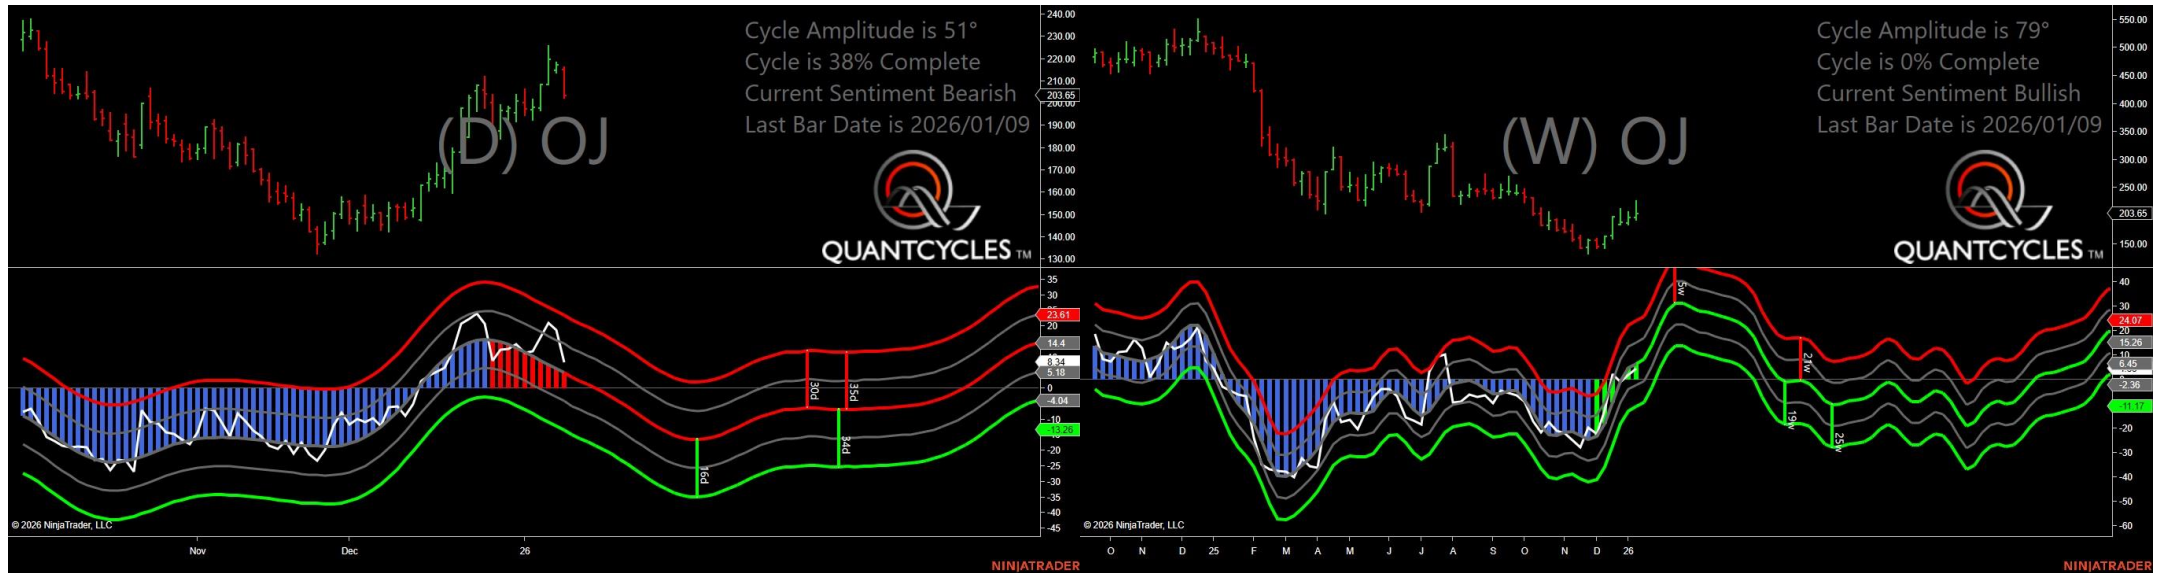 Cycle Amplitude is 51°
Cycle is 38% Complete
Current Sentiment Bearish
Last Bar Date is 2026/01/09
(D) OJ
QUANTCYCLES TM
240.00
230.00
220.00
210.00
203.65
200.00
190.00
180.00
170.00
160.00
150.00
140.00
130.00
35
30
23.61
20
14.4
8.34
5.18
0
-4.04
-10
-13.26
-20
-25
-30
-35
-40
-45
30d
35d
34d
16d
© 2026 NinjaTrader, LLC
Nov
Dec
26
NINJATRADER
Cycle Amplitude is 79°
Cycle is 0% Complete
Current Sentiment Bullish
Last Bar Date is 2026/01/09
(W) OJ
QUANTCYCLES TM
550.00
500.00
450.00
400.00
350.00
300.00
250.00
203.65
150.00
40
30
24.07
20
15.26
10
6.45
-2.36
-11.17
-20
-30
-40
-50
-60
5w
21w
19w
25w
© 2026 NinjaTrader, LLC
O N D 25 F M A M J J A S O N D 26
NINJATRADER